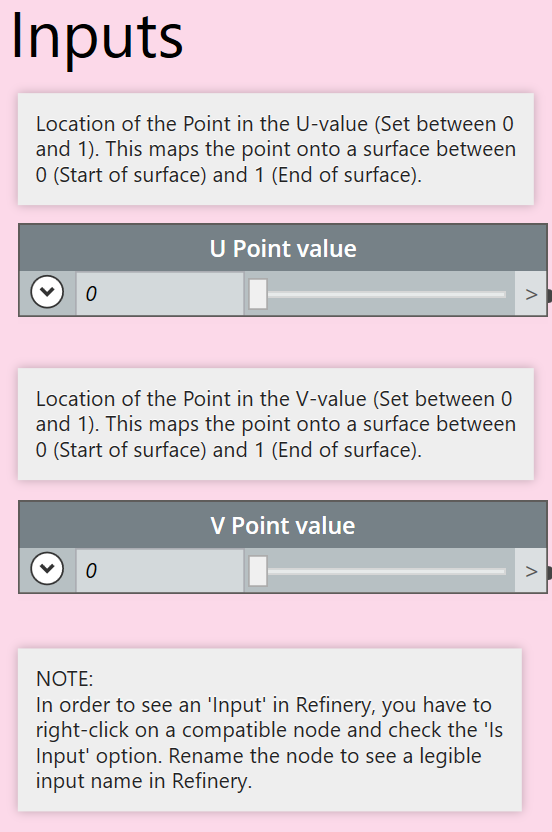 Inputs
Location of the Point in the U-value (Set between 0
and 1). This maps the point onto a surface between
0 (Start of surface) and 1 (End of surface).
U Point value
0 >
Location of the Point in the V-value (Set between 0
and 1). This maps the point onto a surface between
0 (Start of surface) and 1 (End of surface).
V Point value
0 >
NOTE:
In order to see an 'Input' in Refinery, you have to
right-click on a compatible node and check the 'Is
Input' option. Rename the node to see a legible
input name in Refinery.